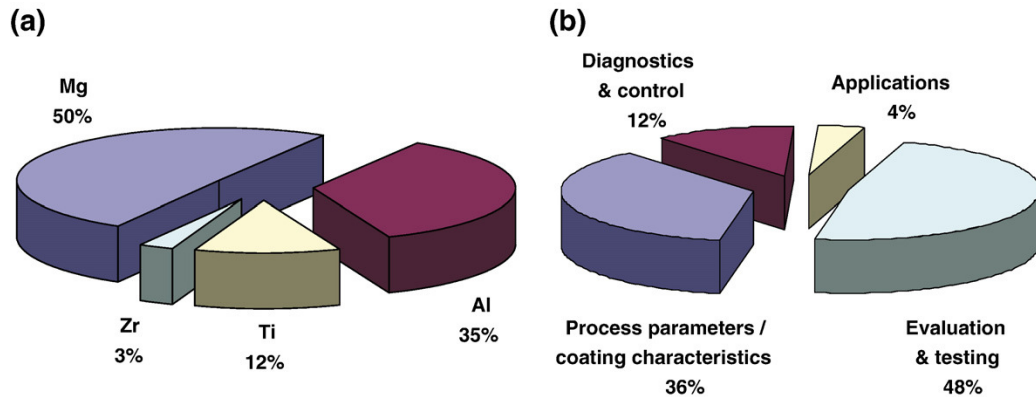 (a)
Mg
50%
Zr
3%
Ti
12%
Al
35%
(b)
Diagnostics
& control
12%
Applications
4%
Process parameters /
coating characteristics
36%
Evaluation
& testing
48%